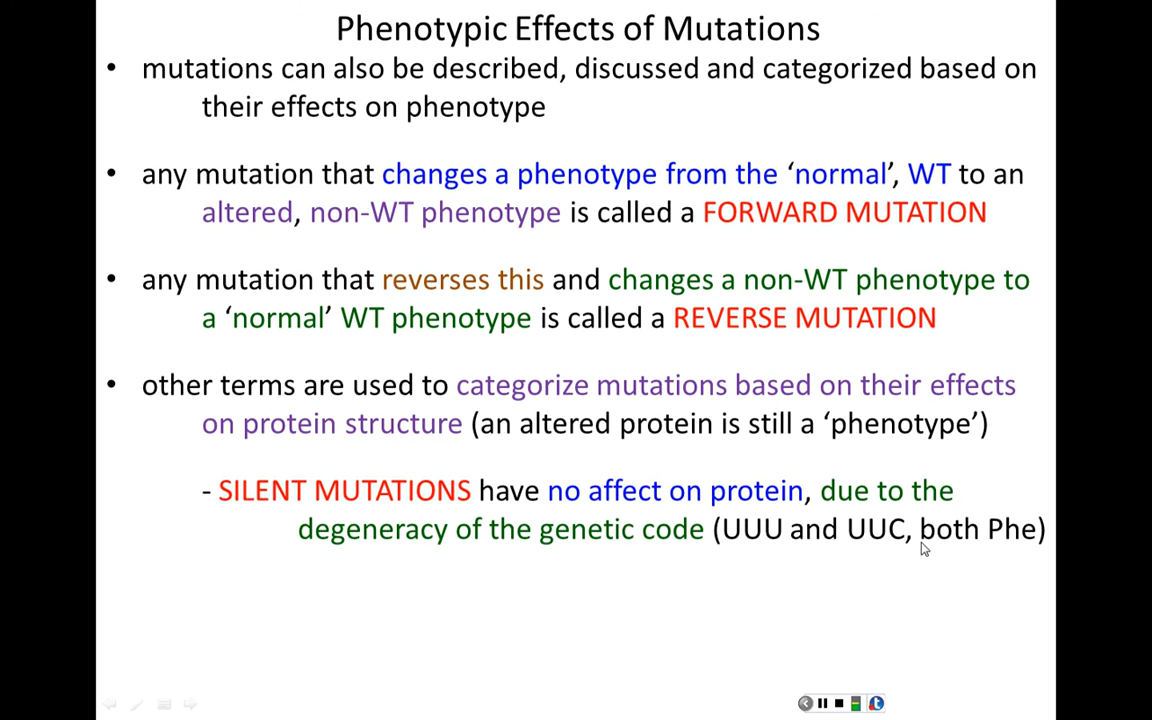 Phenotypic Effects of Mutations
• mutations can also be described, discussed and categorized based on
their effects on phenotype
• any mutation that changes a phenotype from the ‘normal’, WT to an
altered, non-WT phenotype is called a FORWARD MUTATION
• any mutation that reverses this and changes a non-WT phenotype to
a ‘normal’ WT phenotype is called a REVERSE MUTATION
• other terms are used to categorize mutations based on their effects
on protein structure (an altered protein is still a ‘phenotype’)
- SILENT MUTATIONS have no affect on protein, due to the
degeneracy of the genetic code (UUU and UUC, both Phe)